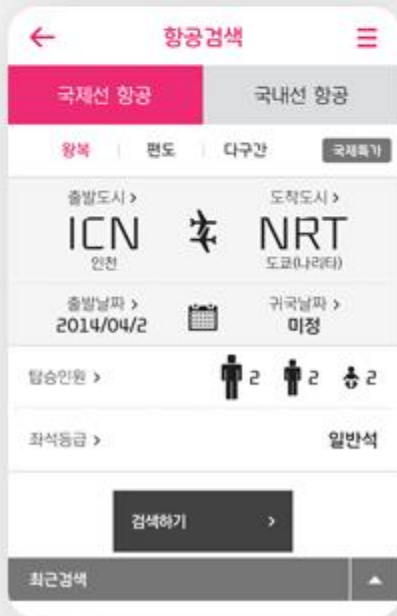 항공검색
국제선 항공 국내선 항공
왕복 편도 다구간 국제특가
출발도시 > 도착도시 >
ICN NRT
인천 도쿄(나리타)
출발날짜 > 귀국날짜 >
2014/04/2 미정
탑승인원 > 2 2 2
좌석등급 > 일반석
검색하기 >
최근검색